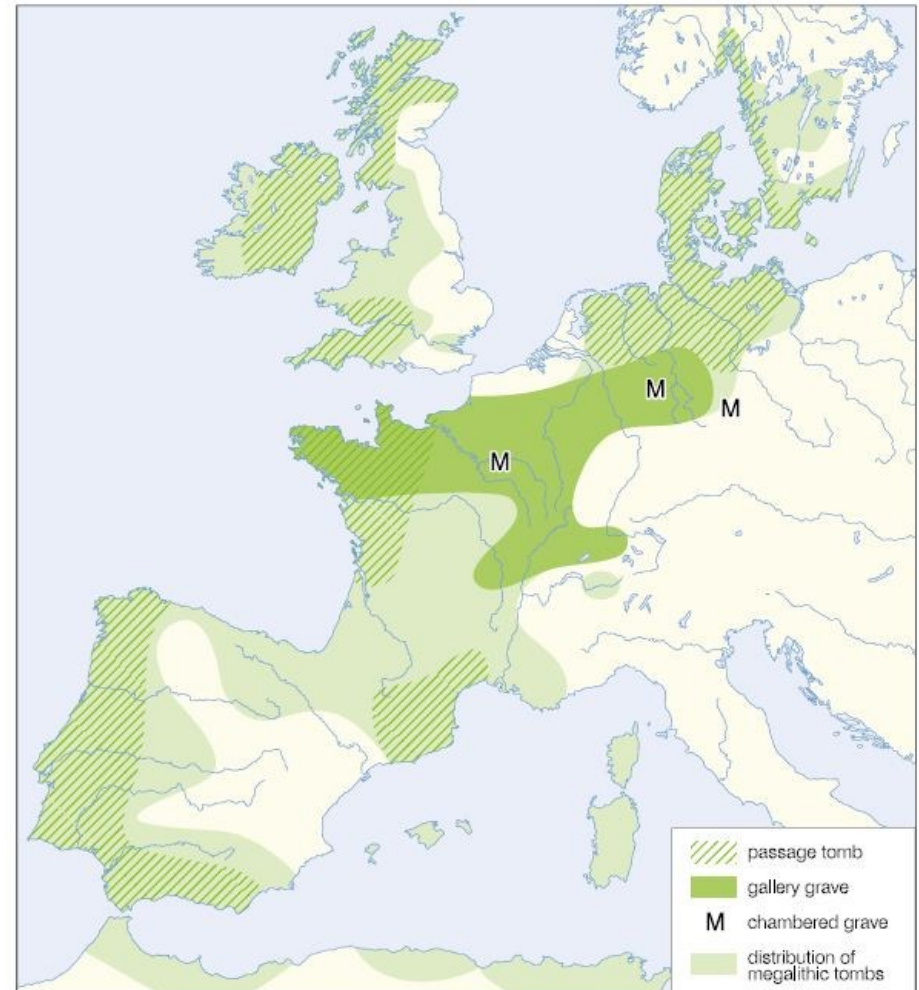 M
M
M
passage tomb
gallery grave
M chambered grave
distribution of
megalithic tombs